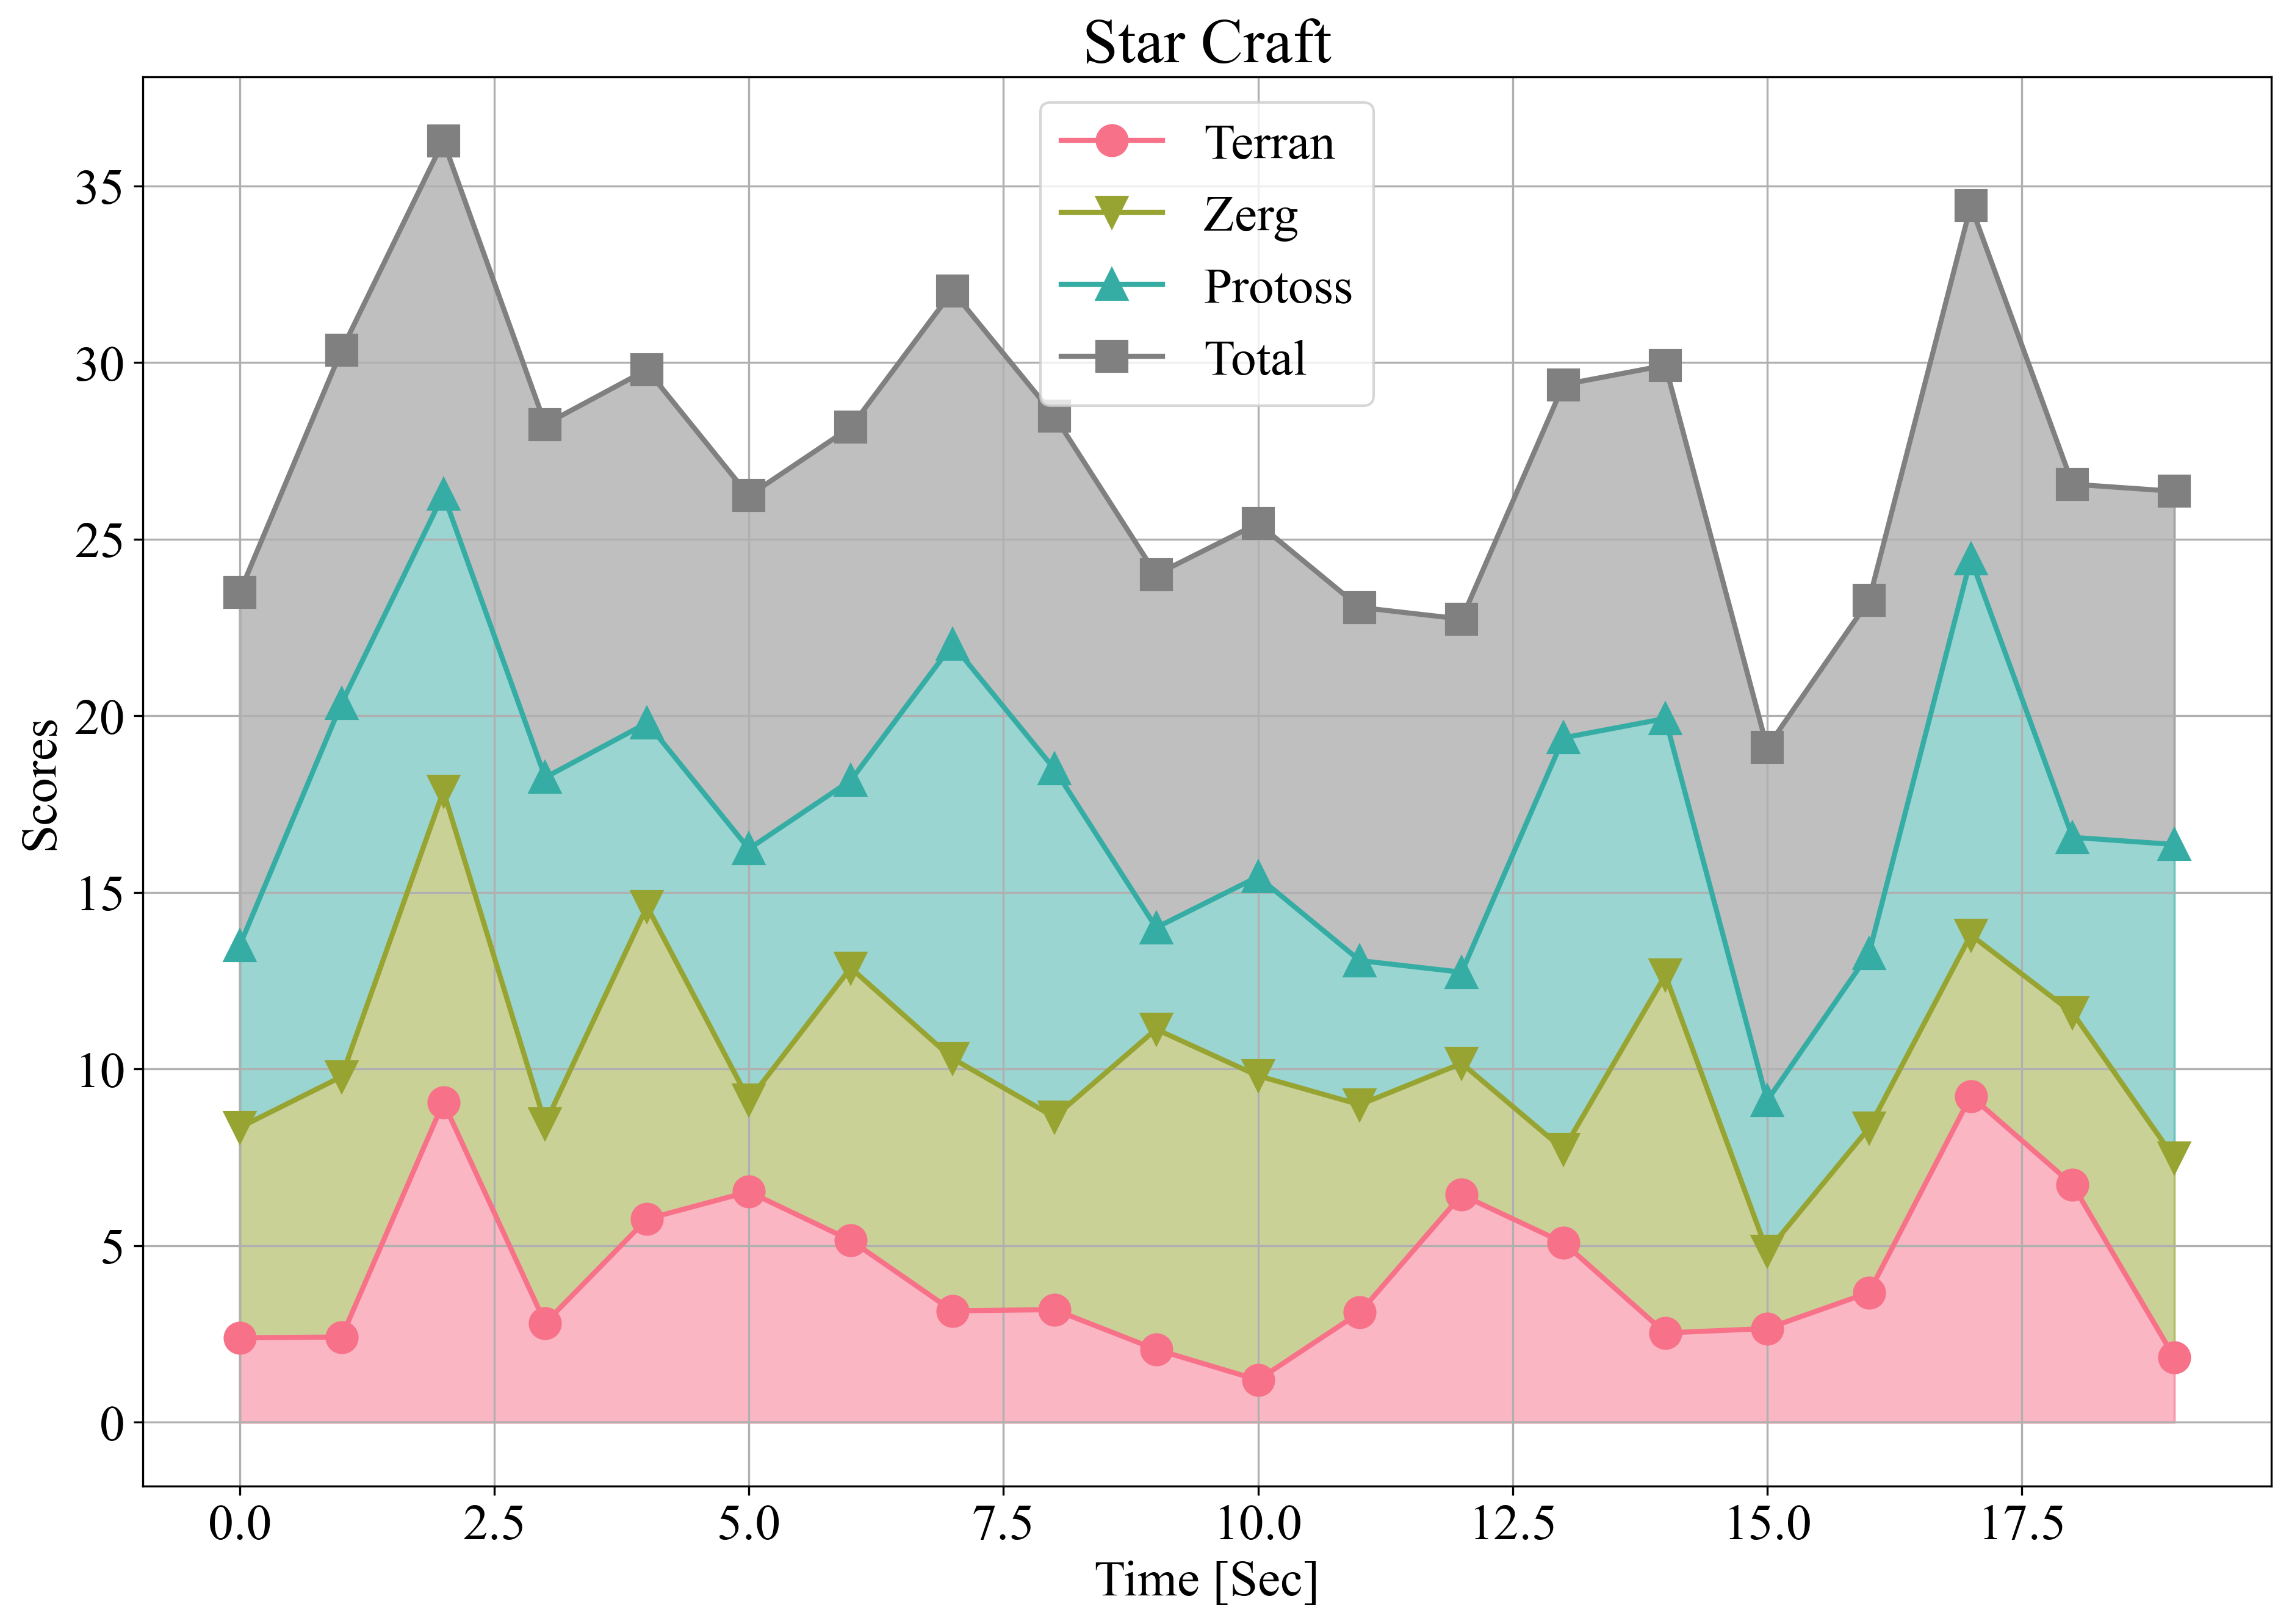 Star Craft
Terran
Zerg
Protoss
Total
Scores
35
30
25
20
15
10
5
0
0.0 2.5 5.0 7.5 10.0 12.5 15.0 17.5
Time [Sec]